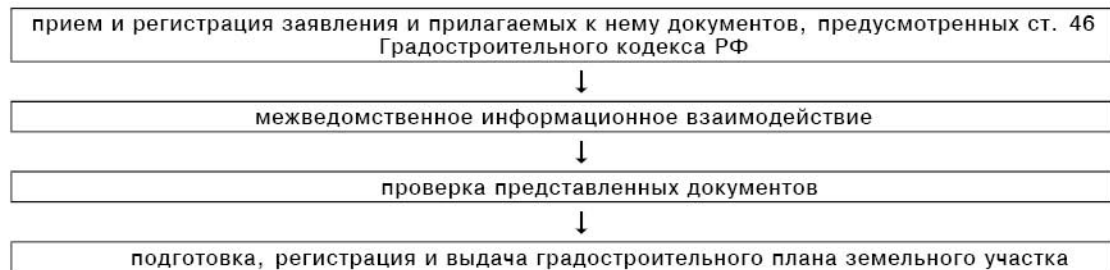 прием и регистрация заявления и прилагаемых к нему документов, предусмотренных ст. 46
Градостроительного кодекса РФ
межведомственное информационное взаимодействие
проверка представленных документов
подготовка, регистрация и выдача градостроительного плана земельного участка